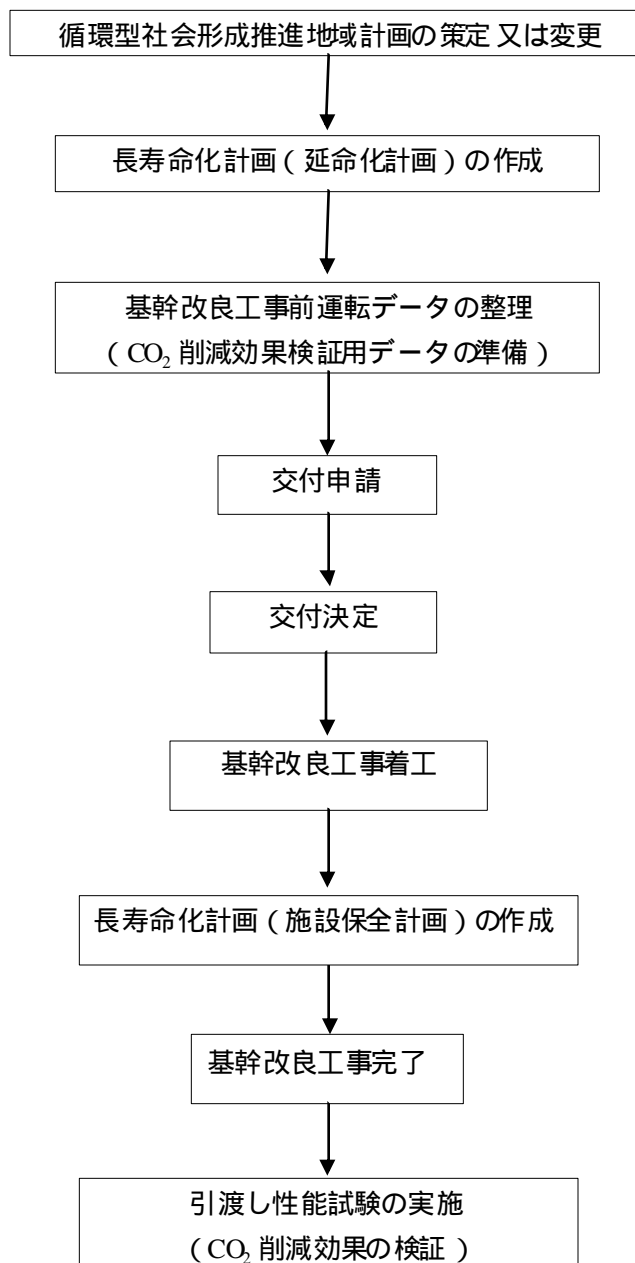 循環型社会形成推進地域計画の策定又は変更
長寿命化計画（延命化計画）の作成
基幹改良工事前運転データの整理
（CO₂削減効果検証用データの準備）
交付申請
交付決定
基幹改良工事着工
長寿命化計画（施設保全計画）の作成
基幹改良工事完了
引渡し性能試験の実施
（CO₂削減効果の検証）